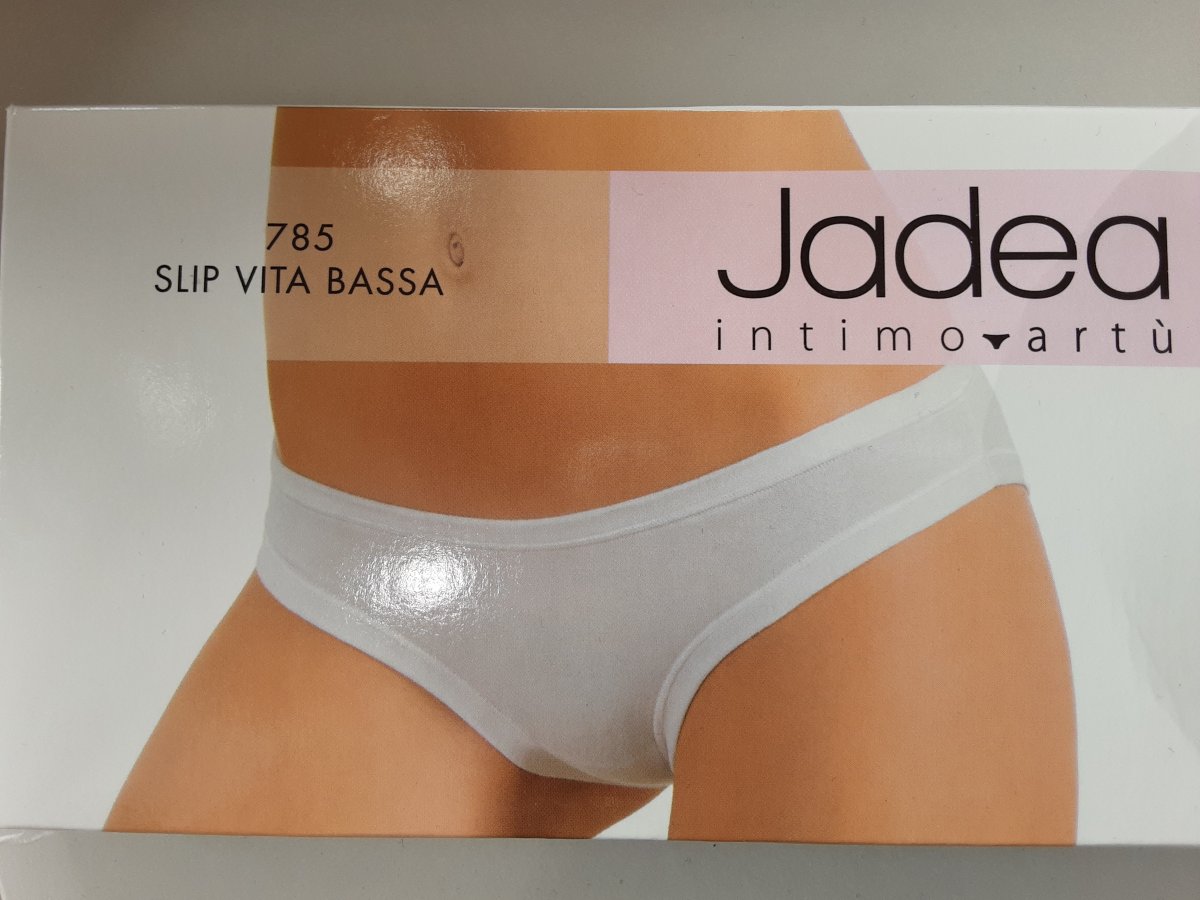 785
SLIP VITA BASSA
Jadea
intimo artù